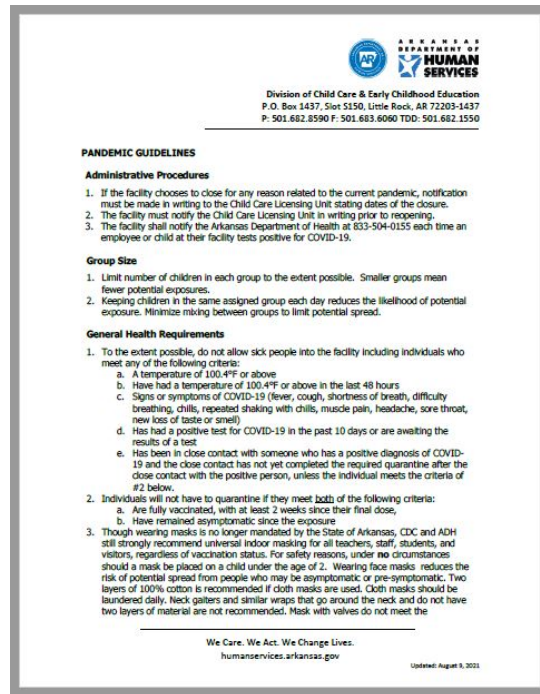 ARKANSAS
DEPARTMENT OF
HUMAN
SERVICES
AR
Division of Child Care & Early Childhood Education
P.O. Box 1437, Slot S150, Little Rock, AR 72203-1437
P: 501.682.8590 F: 501.683.6060 TDD: 501.682.1550
PANDEMIC GUIDELINES
Administrative Procedures
1. If the facility chooses to close for any reason related to the current pandemic, notification
must be made in writing to the Child Care Licensing Unit stating dates of the closure.
2. The facility must notify the Child Care Licensing Unit in writing prior to reopening.
3. The facility shall notify the Arkansas Department of Health at 833-504-0155 each time an
employee or child at their facility tests positive for COVID-19.
Group Size
1. Limit number of children in each group to the extent possible. Smaller groups mean
fewer potential exposures.
2. Keeping children in the same assigned group each day reduces the likelihood of potential
exposure. Minimize mixing between groups to limit potential spread.
General Health Requirements
1. To the extent possible, do not allow sick people into the facility including individuals who
meet any of the following criteria:
a. A temperature of 100.4°F or above
b. Have had a temperature of 100.4°F or above in the last 48 hours
c. Signs or symptoms of COVID-19 (fever, cough, shortness of breath, difficulty
breathing, chills, repeated shaking with chills, muscle pain, headache, sore throat,
new loss of taste or smell)
d. Has had a positive test for COVID-19 in the past 10 days or are awaiting the
results of a test
e. Has been in close contact with someone who has a positive diagnosis of COVID-
19 and the close contact has not yet completed the required quarantine after the
close contact with the positive person, unless the individual meets the criteria of
#2 below.
2. Individuals will not have to quarantine if they meet both of the following criteria:
a. Are fully vaccinated, with at least 2 weeks since their final dose,
b. Have remained asymptomatic since the exposure
3. Though wearing masks is no longer mandated by the State of Arkansas, CDC and ADH
still strongly recommend universal indoor masking for all teachers, staff, students, and
visitors, regardless of vaccination status. For safety reasons, under no circumstances
should a mask be placed on a child under the age of 2. Wearing face masks reduces the
risk of potential spread from people who may be asymptomatic or pre-symptomatic. Two
layers of 100% cotton is recommended if cloth masks are used. Cloth masks should be
laundered daily. Neck gaiters and similar wraps that go around the neck and do not have
two layers of material are not recommended. Mask with valves do not meet the
We Care. We Act. We Change Lives.
humanservices.arkansas.gov
Updated: August 9, 2021